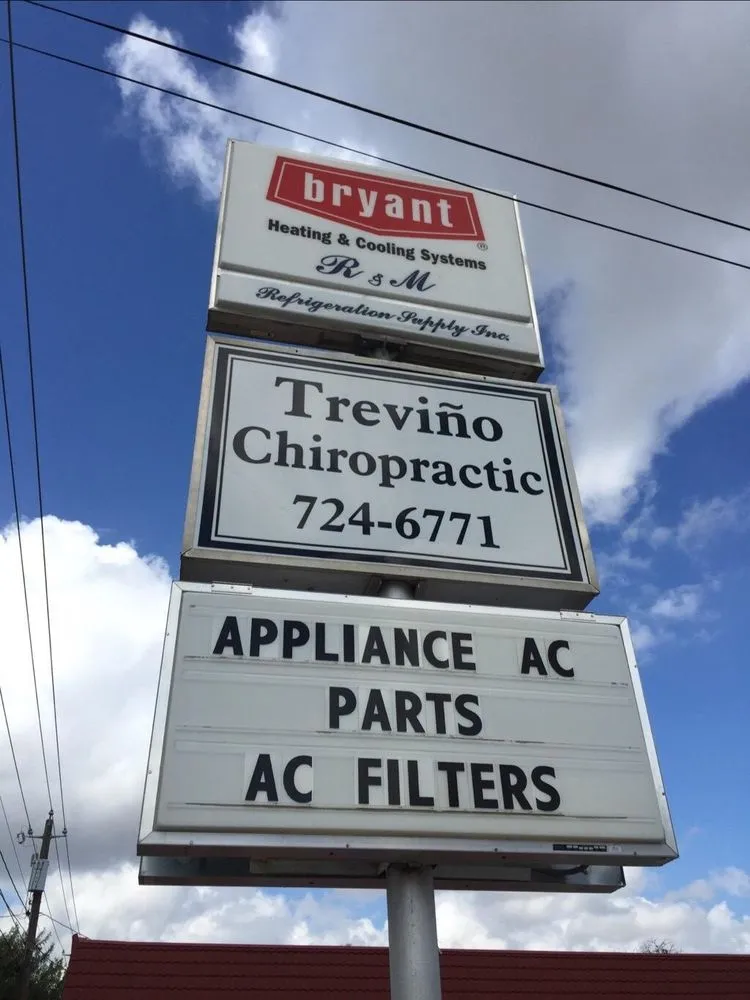 bryant
®
Heating & Cooling Systems
R & M
Refrigeration Supply Inc.
Treviño
Chiropractic
724-6771
APPLIANCE AC
PARTS
AC FILTERS